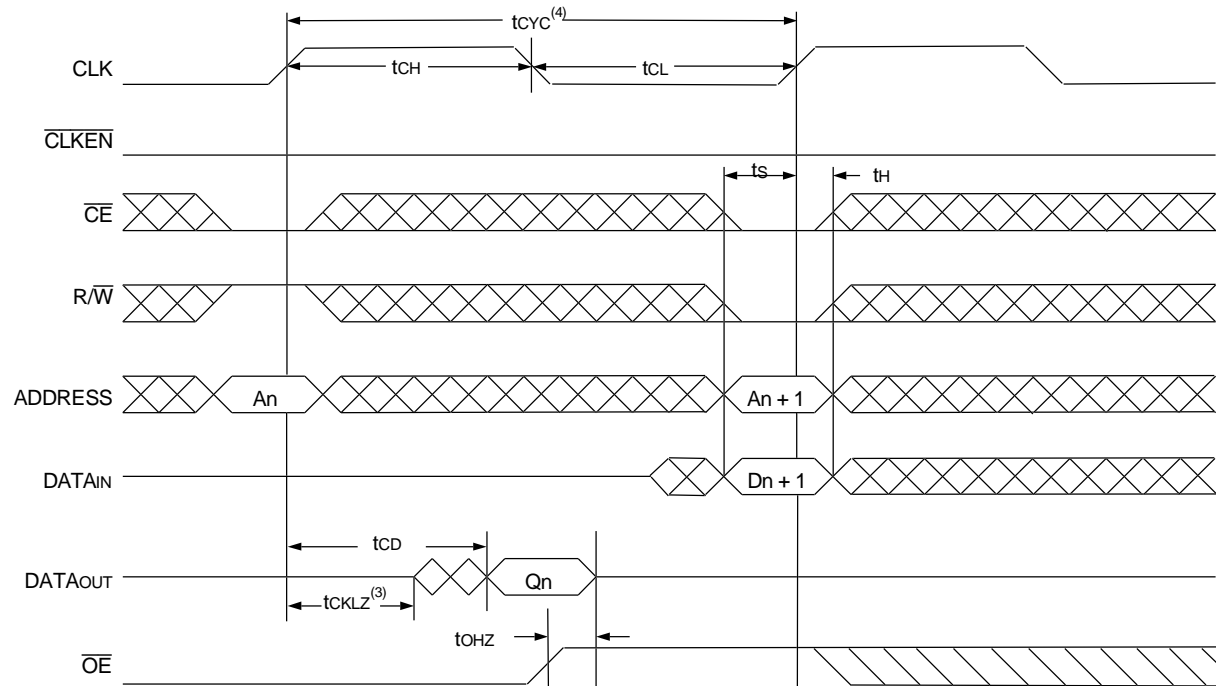 tCYC(4)
CLK
tCH
tCL
CLKEN
tS
tH
CE
R/W
ADDRESS
An
An + 1
DATAIN
Dn + 1
tCD
DATAOUT
Qn
tCKLZ(3)
tOHZ
OE